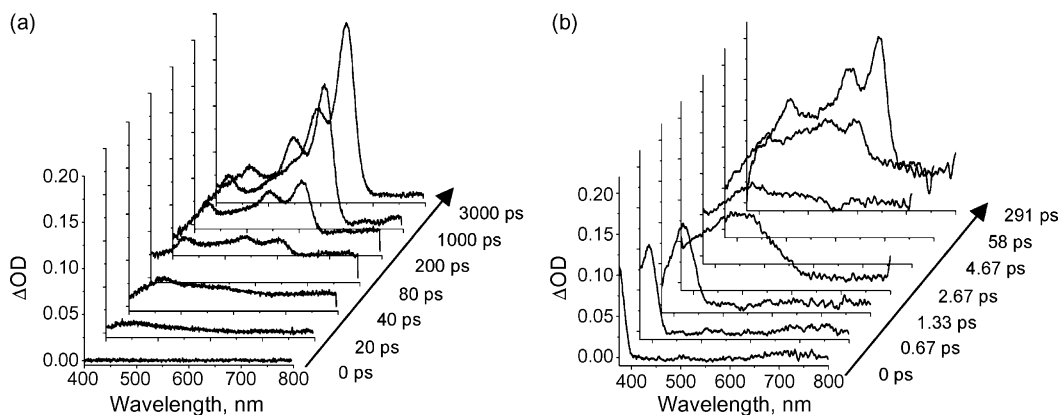 (a)
ΔOD
0.20
0.15
0.10
0.05
0.00
400 500 600 700 800
Wavelength, nm
0 ps
20 ps
40 ps
80 ps
200 ps
1000 ps
3000 ps
(b)
ΔOD
0.20
0.15
0.10
0.05
0.00
400 500 600 700 800
Wavelength, nm
0 ps
0.67 ps
1.33 ps
2.67 ps
4.67 ps
58 ps
291 ps